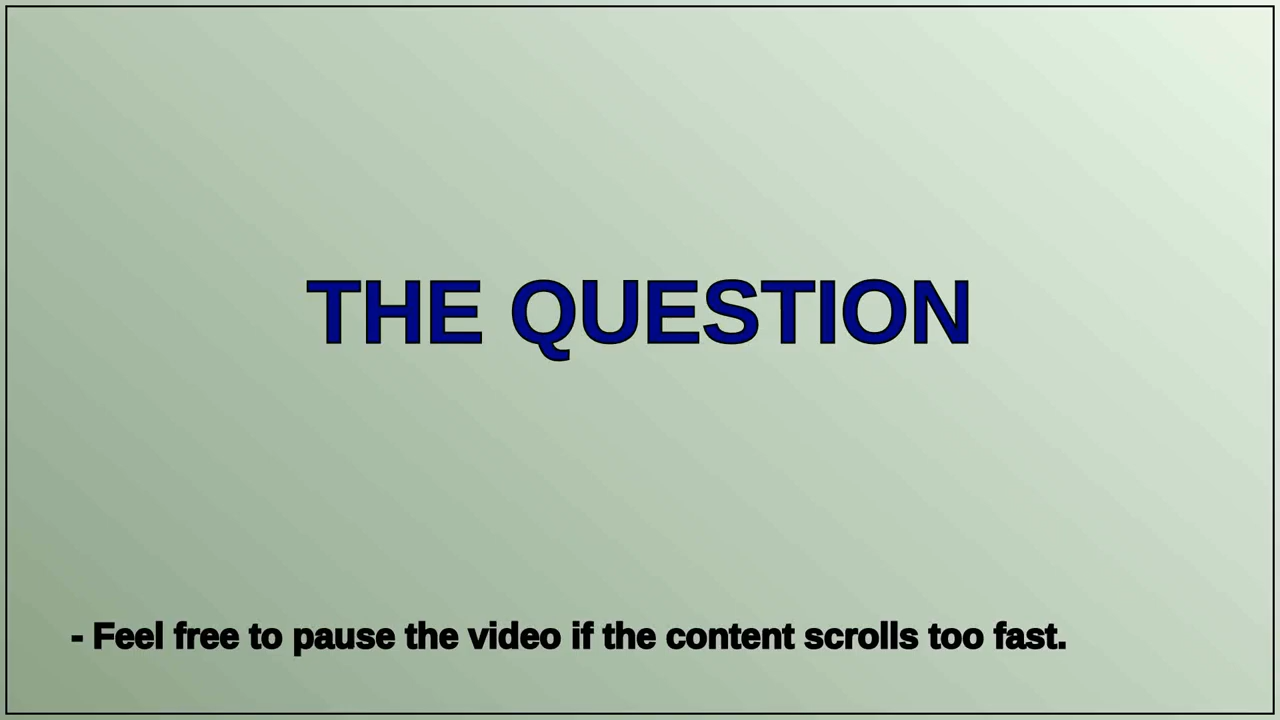 THE QUESTION
- Feel free to pause the video if the content scrolls too fast.